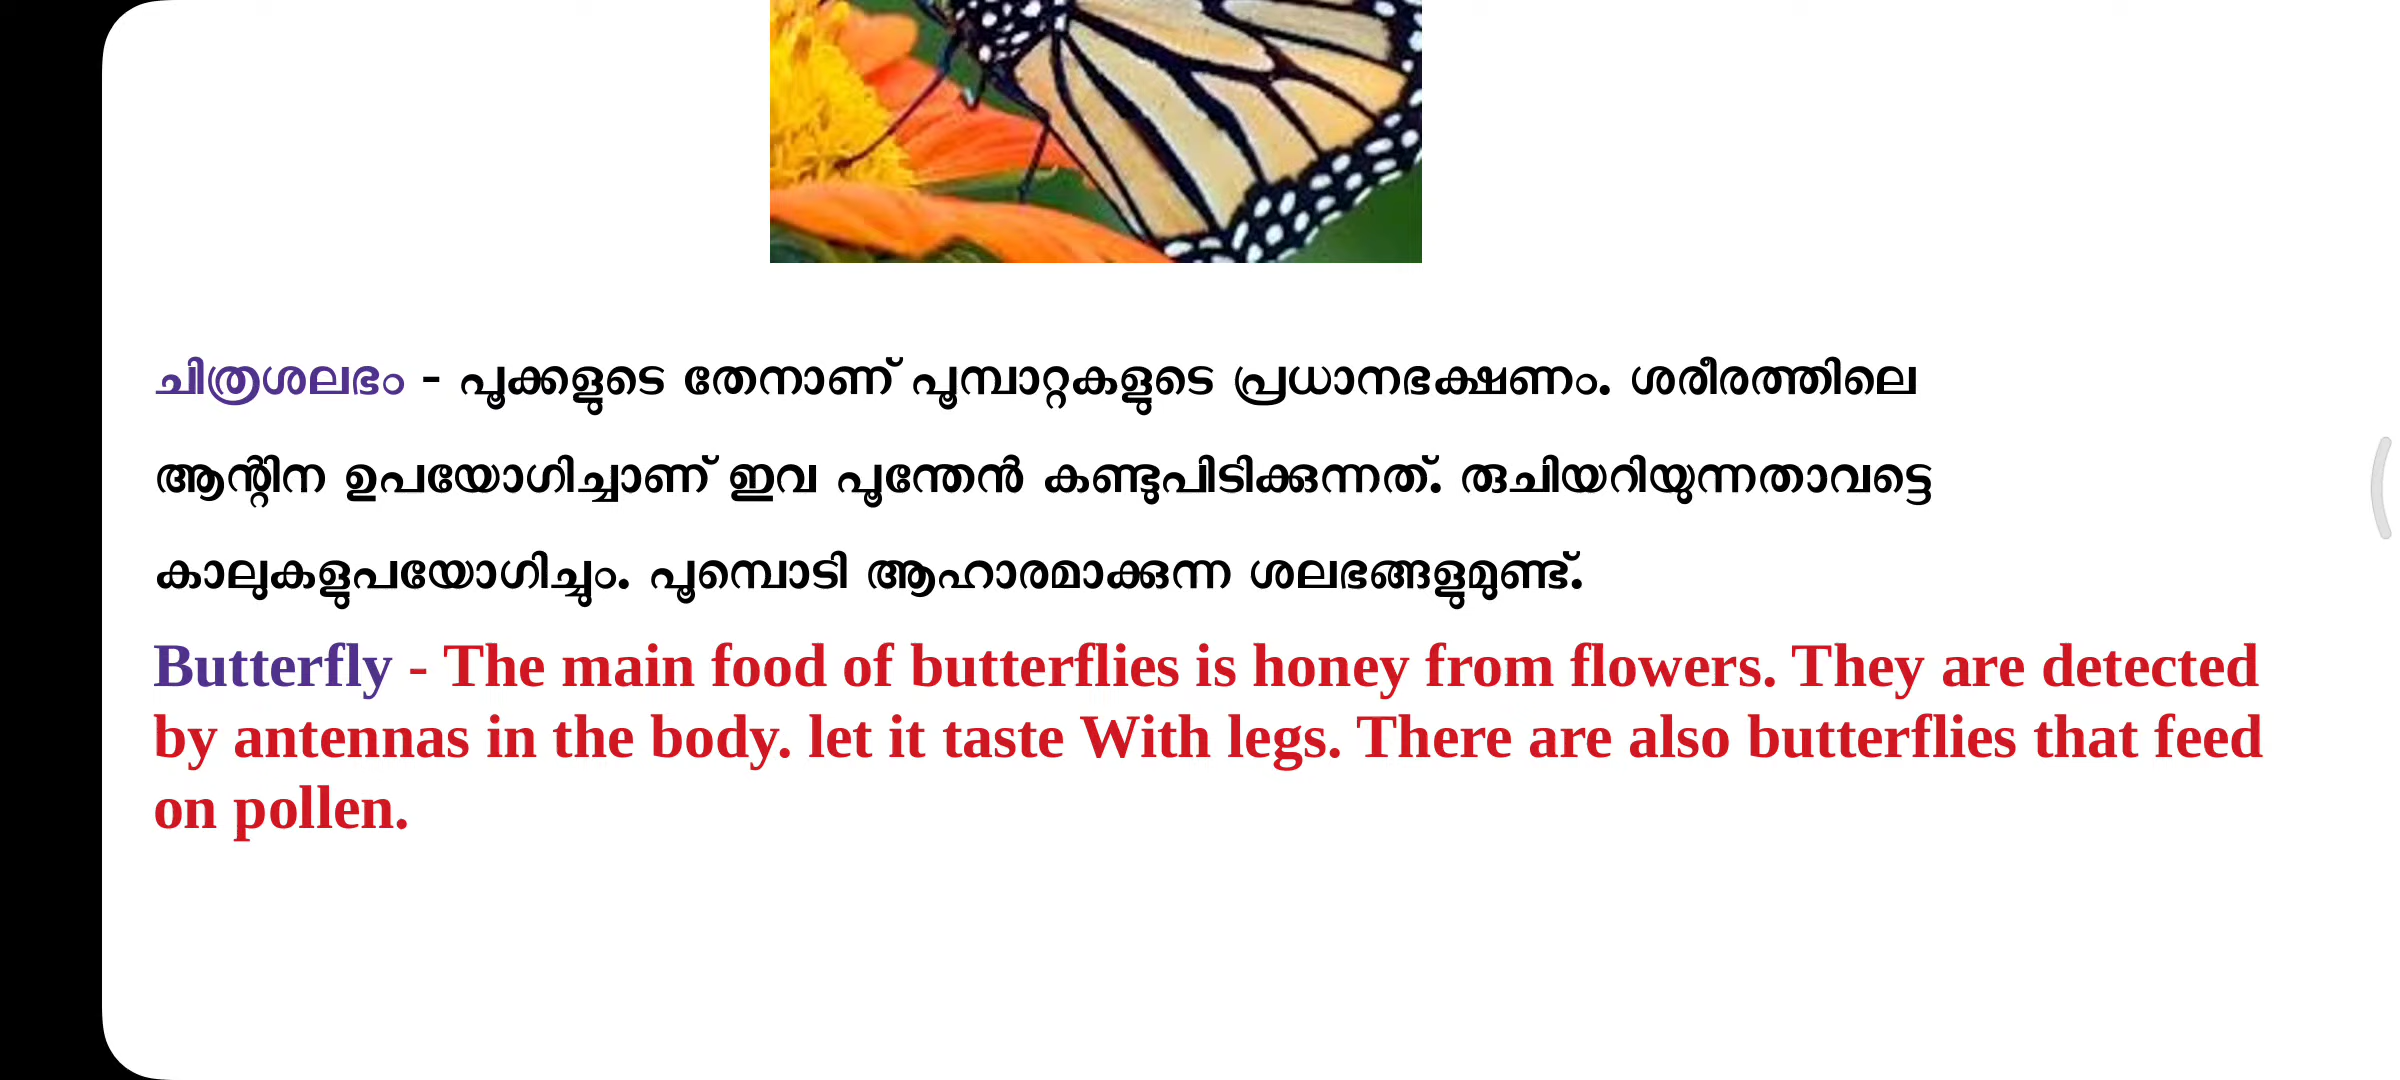 ചിത്രശലഭം - പൂക്കളുടെ തേനാണ് പൂമ്പാറ്റകളുടെ പ്രധാനഭക്ഷണം. ശരീരത്തിലെ
ആന്റിന ഉപയോഗിച്ചാണ് ഇവ പൂന്തേൻ കണ്ടുപിടിക്കുന്നത്. രുചിയറിയുന്നതാവട്ടെ
കാലുകളുപയോഗിച്ചും. പൂമ്പൊടി ആഹാരമാക്കുന്ന ശലഭങ്ങളുമുണ്ട്.
Butterfly - The main food of butterflies is honey from flowers. They are detected
by antennas in the body. let it taste With legs. There are also butterflies that feed
on pollen.